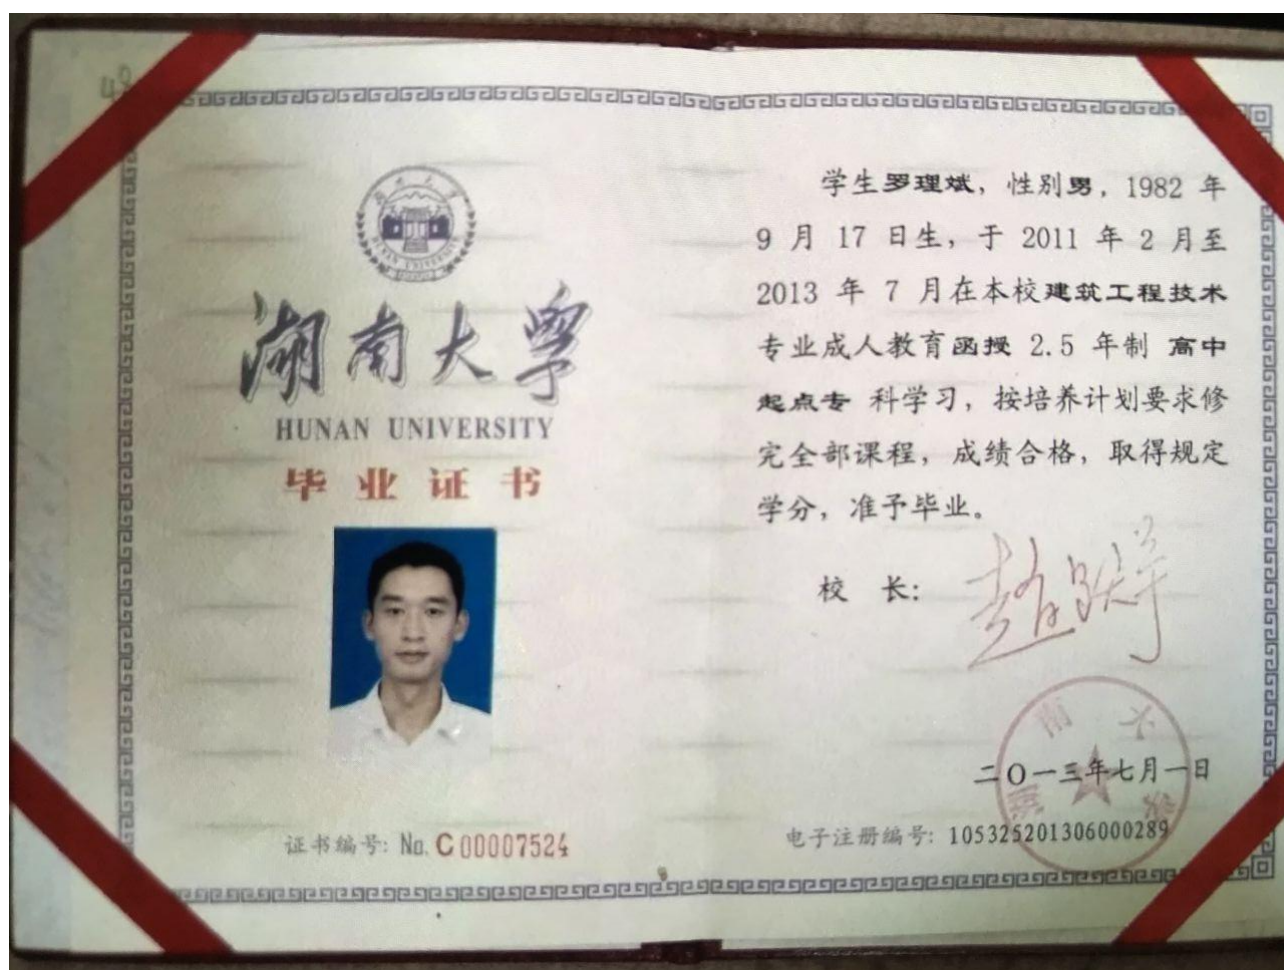 湖南大学
HUNAN UNIVERSITY
毕业证书
证书编号: No. C00007524
学生罗理斌，性别男，1982 年
9 月 17 日生，于 2011 年 2 月至
2013 年 7 月在本校建筑工程技术
专业成人教育函授 2.5 年制 高中
起点专 科学习，按培养计划要求修
完全部课程，成绩合格，取得规定
学分，准予毕业。
校 长:
二〇一三年七月一日
电子注册编号: 105325201306000289